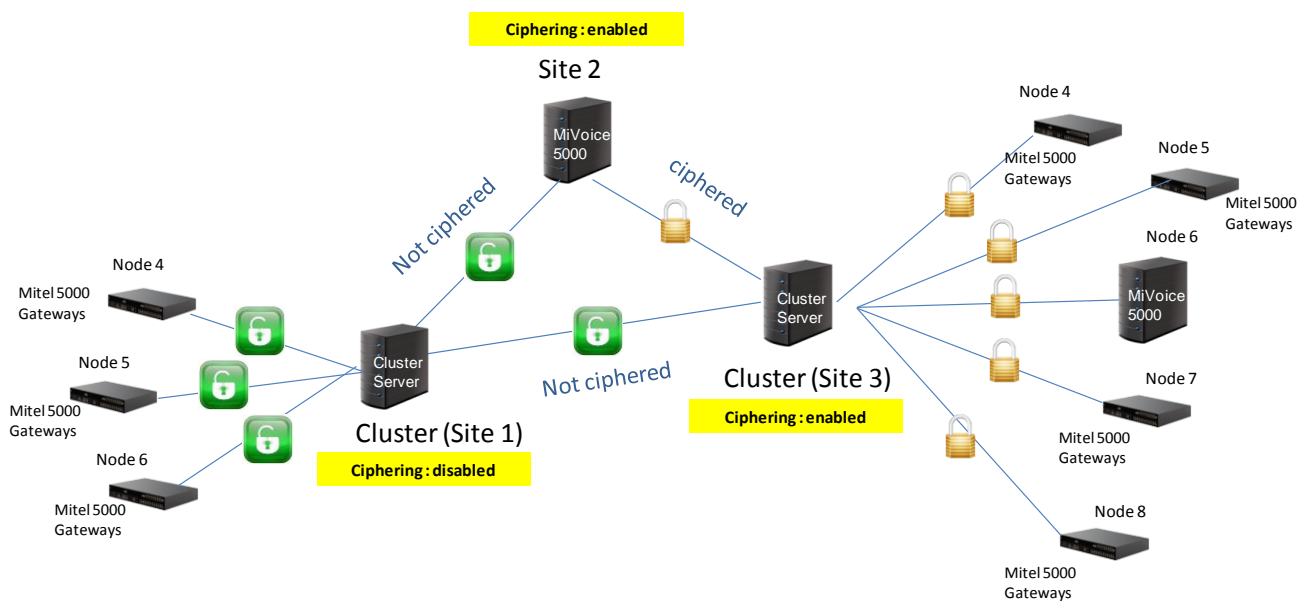 Ciphering : enabled
Site 2
MiVoice
5000
Not ciphered
ciphered
Node 4
Mitel 5000
Gateways
Node 5
Mitel 5000
Gateways
Node 6
Mitel 5000
Gateways
Cluster
Server
Cluster (Site 1)
Ciphering : disabled
Not ciphered
Cluster
Server
Cluster (Site 3)
Ciphering : enabled
Node 4
Mitel 5000
Gateways
Node 5
Mitel 5000
Gateways
Node 6
MiVoice
5000
Node 7
Mitel 5000
Gateways
Node 8
Mitel 5000
Gateways